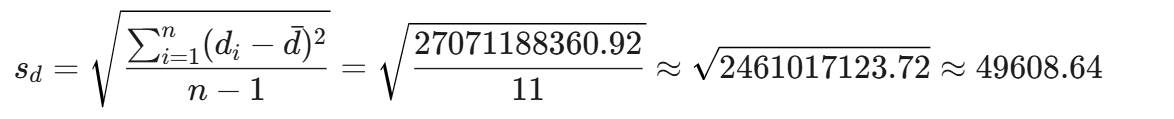 $s_d = \sqrt{\frac{\sum_{i=1}^{n}(d_i - \bar{d})^2}{n-1}} = \sqrt{\frac{27071188360.92}{11}} \approx \sqrt{2461017123.72} \approx 49608.64$